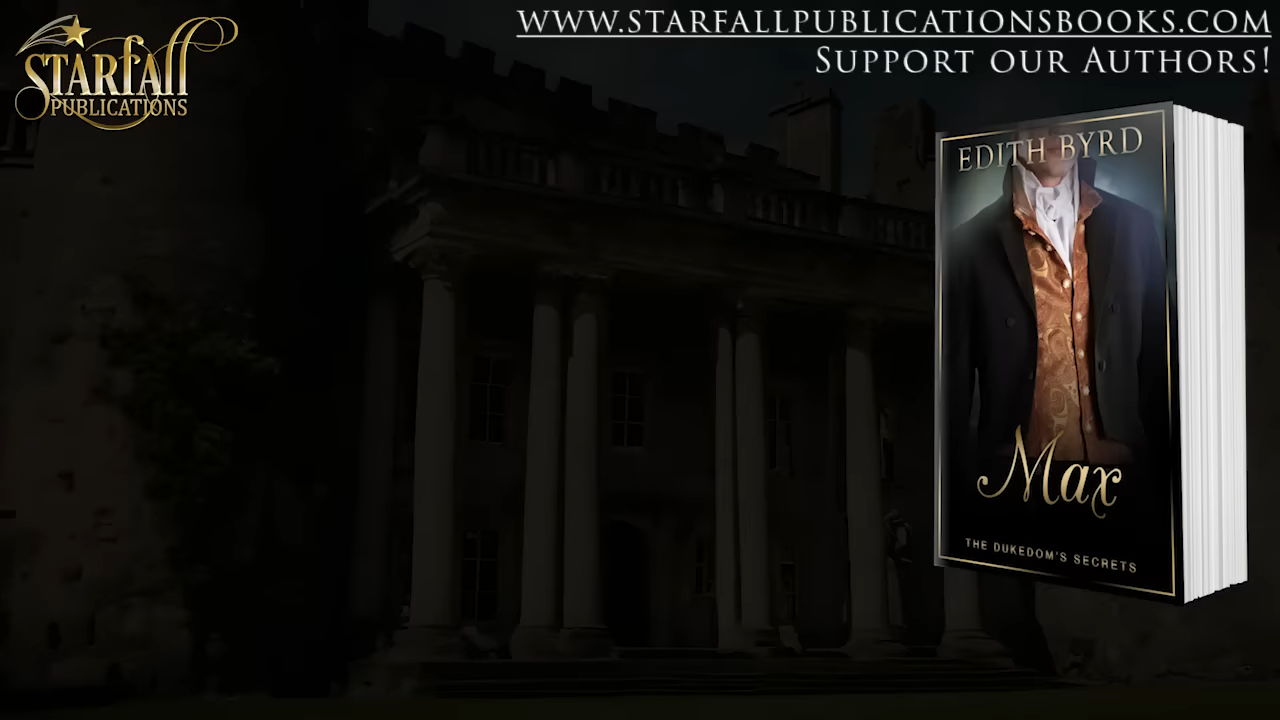 STARfall
PUBLICATIONS
WWW.STARFALLPUBLICATIONSBOOKS.COM
SUPPORT OUR AUTHORS!
EDITH BYRD
Max
THE DUKEDOM'S SECRETS